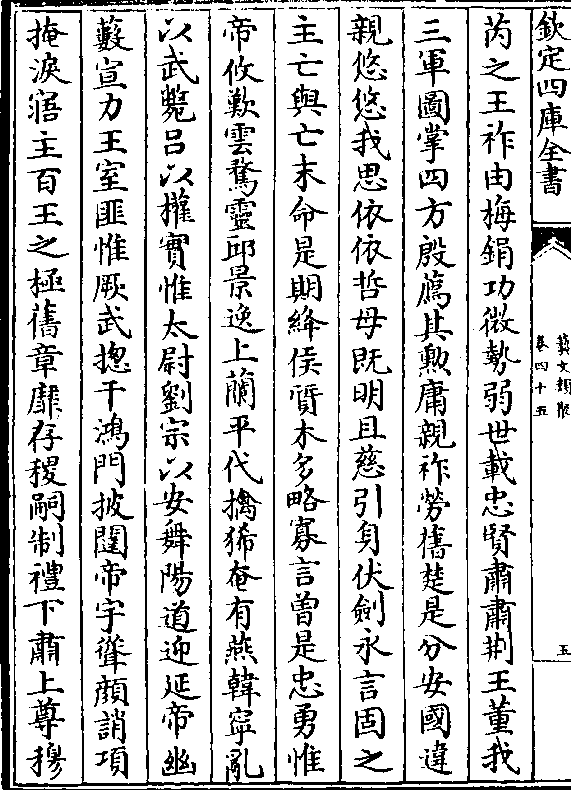 欽定四庫全書
藝文類聚
卷四十五
五
芮之王祚由梅鋗功微勢弱世載忠賢肅肅荆王董我
三軍圖掌四方殷薦其勲庸親祚勞舊楚是分安國違
親悠悠我思依依哲母既明且慈引身伏劍永言固之
主亡與亡末命是期絳侯質木多略寡言曾是忠勇惟
帝攸歎雲騖靈邱景逸上蘭平代擒狶奄有燕韓寜亂
以武斃呂以權實惟太尉劉宗以安舞陽道迎延帝幽
藪宣力王室匪惟厥武揔干鴻門披闥帝宇聳顔誚項
掩淚寤主百王之極舊章靡存稷嗣制禮下肅上尊穆